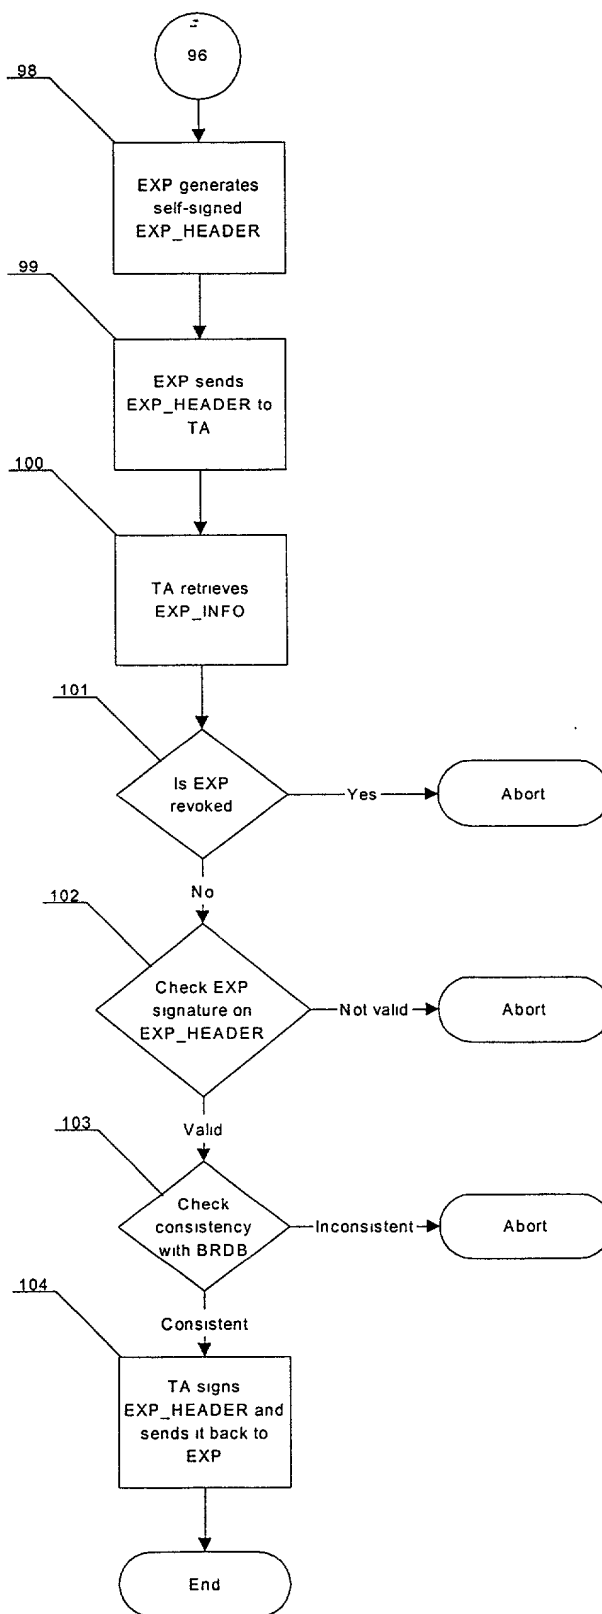 96
98
EXP generates
self-signed
EXP_HEADER
99
EXP sends
EXP_HEADER to
TA
100
TA retrieves
EXP_INFO
101
Is EXP
revoked
Yes
Abort
No
102
Check EXP
signature on
EXP_HEADER
Not valid
Abort
Valid
103
Check
consistency
with BRDB
Inconsistent
Abort
104
Consistent
TA signs
EXP_HEADER and
sends it back to
EXP
End